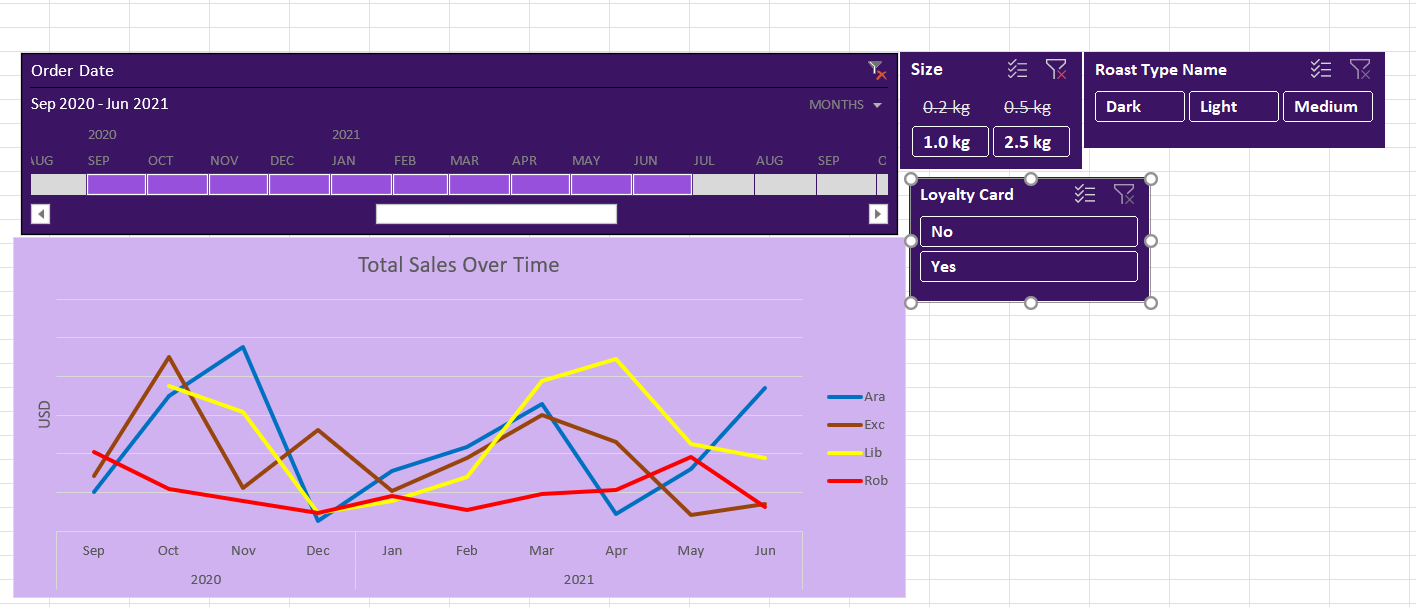 Order Date
Sep 2020 - Jun 2021
MONTHS
2020 2021
AUG SEP OCT NOV DEC JAN FEB MAR APR MAY JUN JUL AUG SEP O
Size
0.2 kg 0.5 kg
1.0 kg 2.5 kg
Roast Type Name
Dark Light Medium
Loyalty Card
No
Yes
Total Sales Over Time
USD
Ara
Exc
Lib
Rob
Sep Oct Nov Dec Jan Feb Mar Apr May Jun
2020 2021